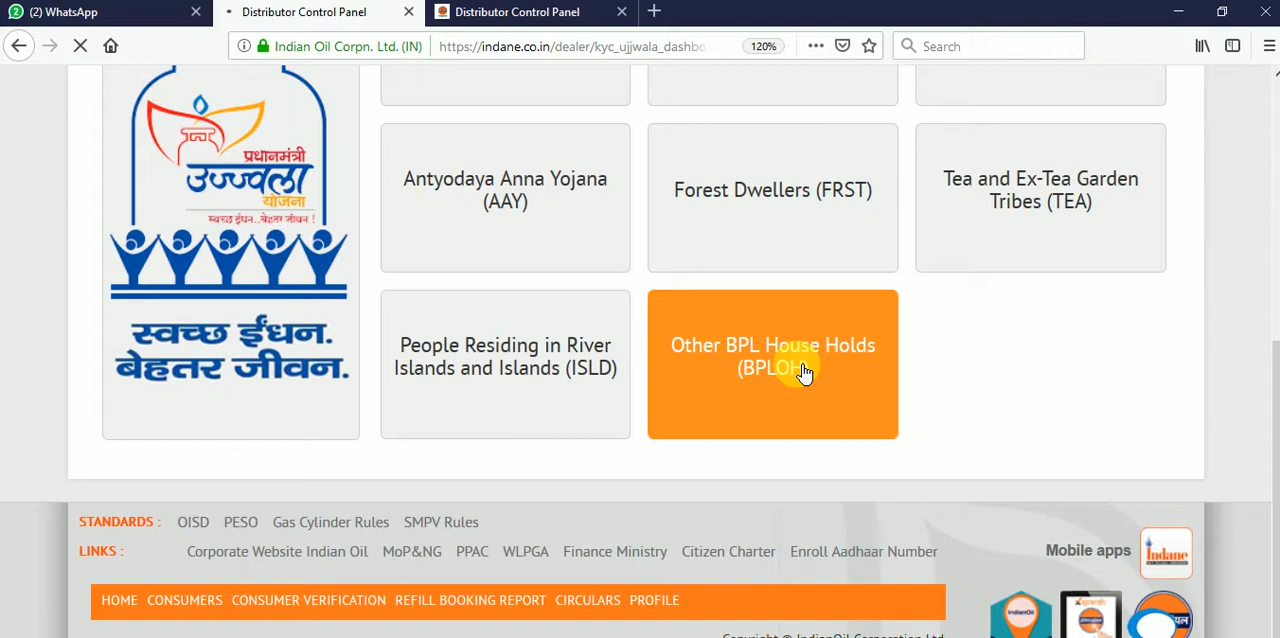 (2) WhatsApp
Distributor Control Panel
Distributor Control Panel
Indian Oil Corpn. Ltd. (IN)
https://indane.co.in/dealer/kyc_ujjwala_dashbo
120%
Search
प्रधानमंत्री
उज्ज्वला
योजना
स्वच्छ ईंधन..बेहतर जीवन!
स्वच्छ ईंधन.
बेहतर जीवन.
Antyodaya Anna Yojana
(AAY)
Forest Dwellers (FRST)
Tea and Ex-Tea Garden
Tribes (TEA)
People Residing in River
Islands and Islands (ISLD)
Other BPL House Holds
(BPLOH)
STANDARDS : OISD PESO Gas Cylinder Rules SMPV Rules
LINKS : Corporate Website Indian Oil MoP&NG PPAC WLPGA Finance Ministry Citizen Charter Enroll Aadhaar Number
Mobile apps
Indane
HOME CONSUMERS CONSUMER VERIFICATION REFILL BOOKING REPORT CIRCULARS PROFILE
IndianOil